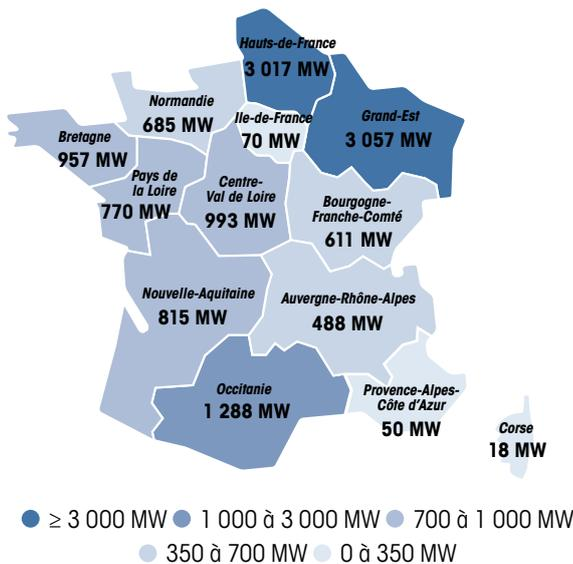 Hauts-de-France
3 017 MW
Normandie
685 MW
Ile-de-France
70 MW
Grand-Est
3 057 MW
Bretagne
957 MW
Pays de
la Loire
770 MW
Centre-
Val de Loire
993 MW
Bourgogne-
Franche-Comté
611 MW
Nouvelle-Aquitaine
815 MW
Auvergne-Rhône-Alpes
488 MW
Occitanie
1 288 MW
Provence-Alpes-
Côte d'Azur
50 MW
Corse
18 MW
≥ 3 000 MW 1 000 à 3 000 MW 700 à 1 000 MW
350 à 700 MW 0 à 350 MW